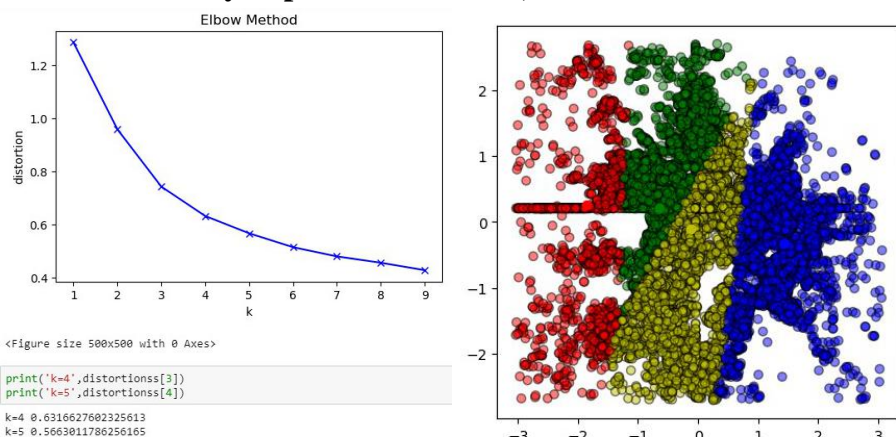 Elbow Method
1.2
1.0
0.8
0.6
0.4
distortion
1 2 3 4 5 6 7 8 9
k
<Figure size 500x500 with 0 Axes>
print('k=4',distortionss[3])
print('k=5',distortionss[4])
k=4 0.6316627602325613
k=5 0.5663011786256165
2
1
0
−1
−2
−3 −2 −1 0 1 2 3